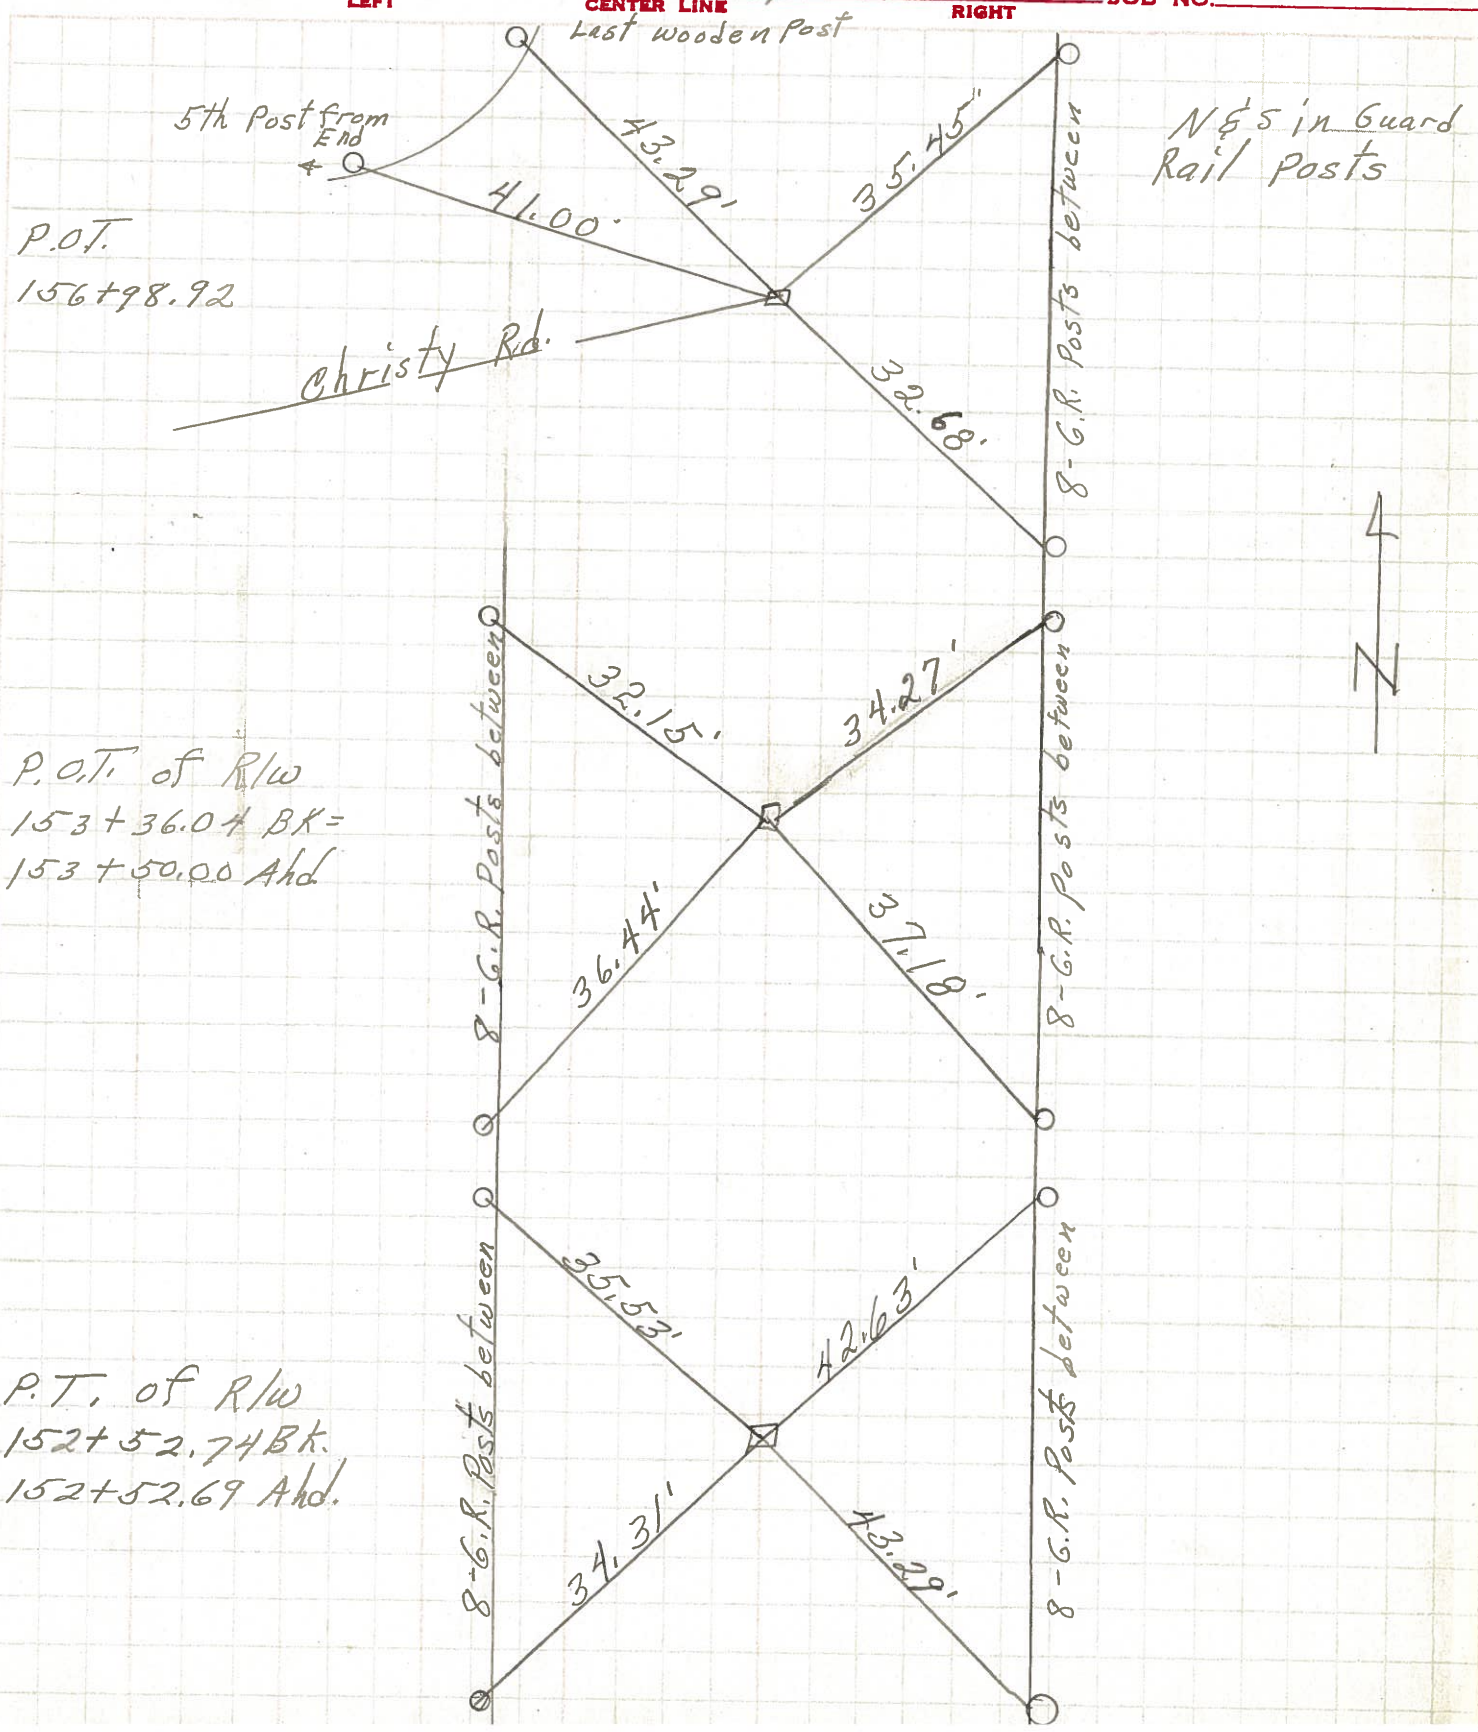 LEFT
CENTER LINE
RIGHT
JOB NO.
Last wooden Post
5th Post from
End
43.29'
35.45'
N & S in Guard
Rail Posts
41.00'
P.O.T.
156+98.92
Christy Rd.
32.68'
8-G.R. Posts between
N
32.15'
34.27'
8-G.R. Posts between
8-G.R. Posts between
P.O.T. of R/W
153+36.04 BK=
153+50.00 Ahd
36.44'
37.18'
35.53'
42.63'
8-G.R. Posts between
8-G.R. Posts between
P.T. of R/W
152+52.74 Bk.
152+52.69 Ahd.
34.31'
43.29'